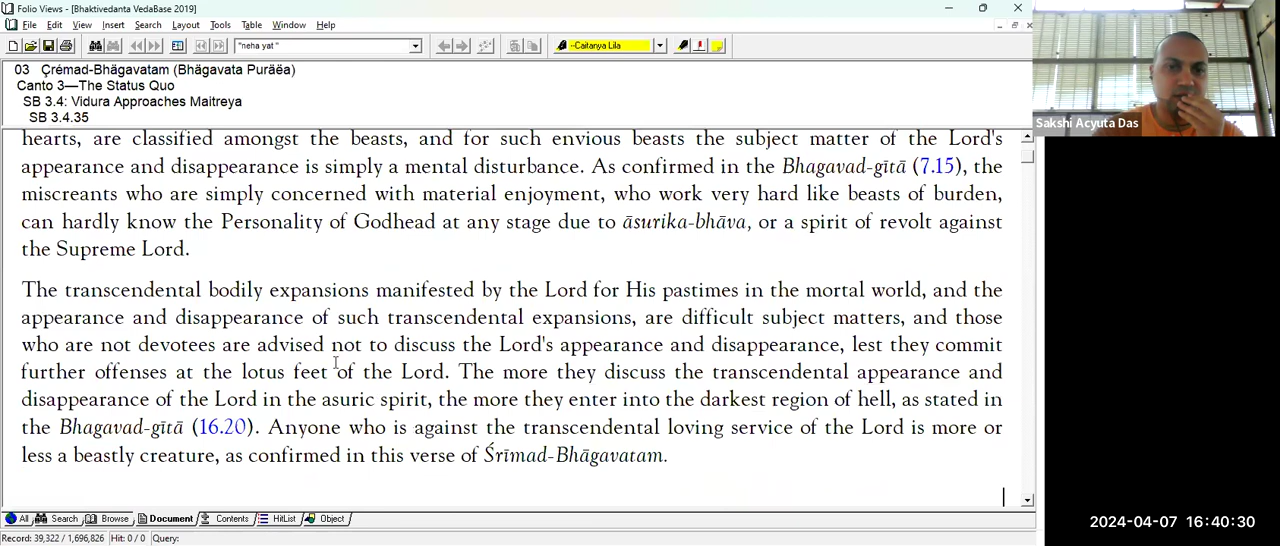 Folio Views - [Bhaktivedanta VedaBase 2019]
File Edit View Insert Search Layout Tools Window Help
"neha yat "
--Caitanya Lila
03 Çrémad-Bhägavatam (Bhägavata Puräëa)
Canto 3—The Status Quo
SB 3.4: Vidura Approaches Maitreya
SB 3.4.35
hearts, are classified amongst the beasts, and for such envious beasts the subject matter of the Lord's
appearance and disappearance is simply a mental disturbance. As confirmed in the Bhagavad-gītā (7.15), the
miscreants who are simply concerned with material enjoyment, who work very hard like beasts of burden,
can hardly know the Personality of Godhead at any stage due to āsurika-bhāva, or a spirit of revolt against
the Supreme Lord.
The transcendental bodily expansions manifested by the Lord for His pastimes in the mortal world, and the
appearance and disappearance of such transcendental expansions, are difficult subject matters, and those
who are not devotees are advised not to discuss the Lord's appearance and disappearance, lest they commit
further offenses at the lotus feet of the Lord. The more they discuss the transcendental appearance and
disappearance of the Lord in the asuric spirit, the more they enter into the darkest region of hell, as stated in
the Bhagavad-gītā (16.20). Anyone who is against the transcendental loving service of the Lord is more or
less a beastly creature, as confirmed in this verse of Śrīmad-Bhāgavatam.
All Search Browse Document Contents HitList Object
Record: 39,322 / 1,696,826 Hit: 0 / 0 Query:
Sakshi Acyuta Das
2024-04-07 16:40:30